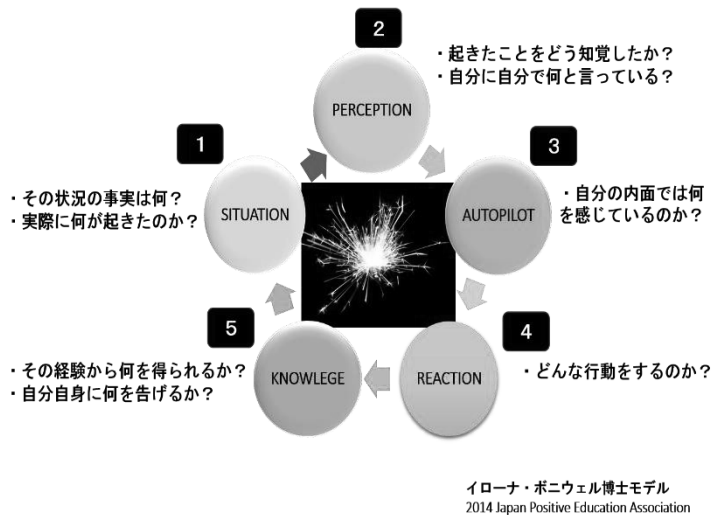 1
SITUATION
・その状況の事実は何？
・実際に何が起きたのか？
2
PERCEPTION
・起きたことをどう知覚したか？
・自分に自分で何と言っている？
3
AUTOPILOT
・自分の内面では何
を感じているのか？
4
REACTION
・どんな行動をするのか？
5
KNOWLEGE
・その経験から何を得られるか？
・自分自身に何を告げるか？
イローナ・ボニウェル博士モデル
2014 Japan Positive Education Association